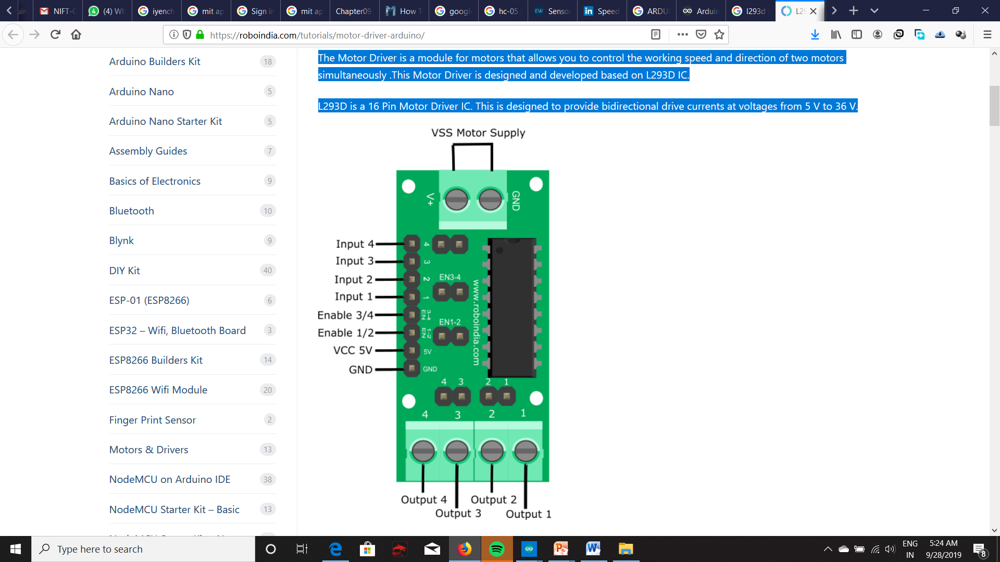 NIFT-C
(4) Wh
iyench
mit ap
Sign in
mit ap
Chapter09-
How T
google
hc-05
Senso
Speed
ARDU
Arduin
l293d
L293
https://roboindia.com/tutorials/motor-driver-arduino/
Arduino Builders Kit 18
Arduino Nano 5
Arduino Nano Starter Kit 5
Assembly Guides 7
Basics of Electronics 9
Bluetooth 10
Blynk 9
DIY Kit 40
ESP-01 (ESP8266) 6
ESP32 – Wifi, Bluetooth Board 3
ESP8266 Builders Kit 14
ESP8266 Wifi Module 20
Finger Print Sensor 2
Motors & Drivers 13
NodeMCU on Arduino IDE 38
NodeMCU Starter Kit – Basic 13
The Motor Driver is a module for motors that allows you to control the working speed and direction of two motors
simultaneously .This Motor Driver is designed and developed based on L293D IC.
L293D is a 16 Pin Motor Driver IC. This is designed to provide bidirectional drive currents at voltages from 5 V to 36 V.
VSS Motor Supply
V+
GND
Input 4
4
Input 3
3
Input 2
2
Input 1
1
Enable 3/4
EN 3-4
Enable 1/2
EN 1-2
VCC 5V
5V
GND
GND
EN3-4
EN1-2
www.roboindia.com
4 3 2 1
4 3 2 1
Output 4
Output 3
Output 2
Output 1
Type here to search
ENG
IN
5:24 AM
9/28/2019
8